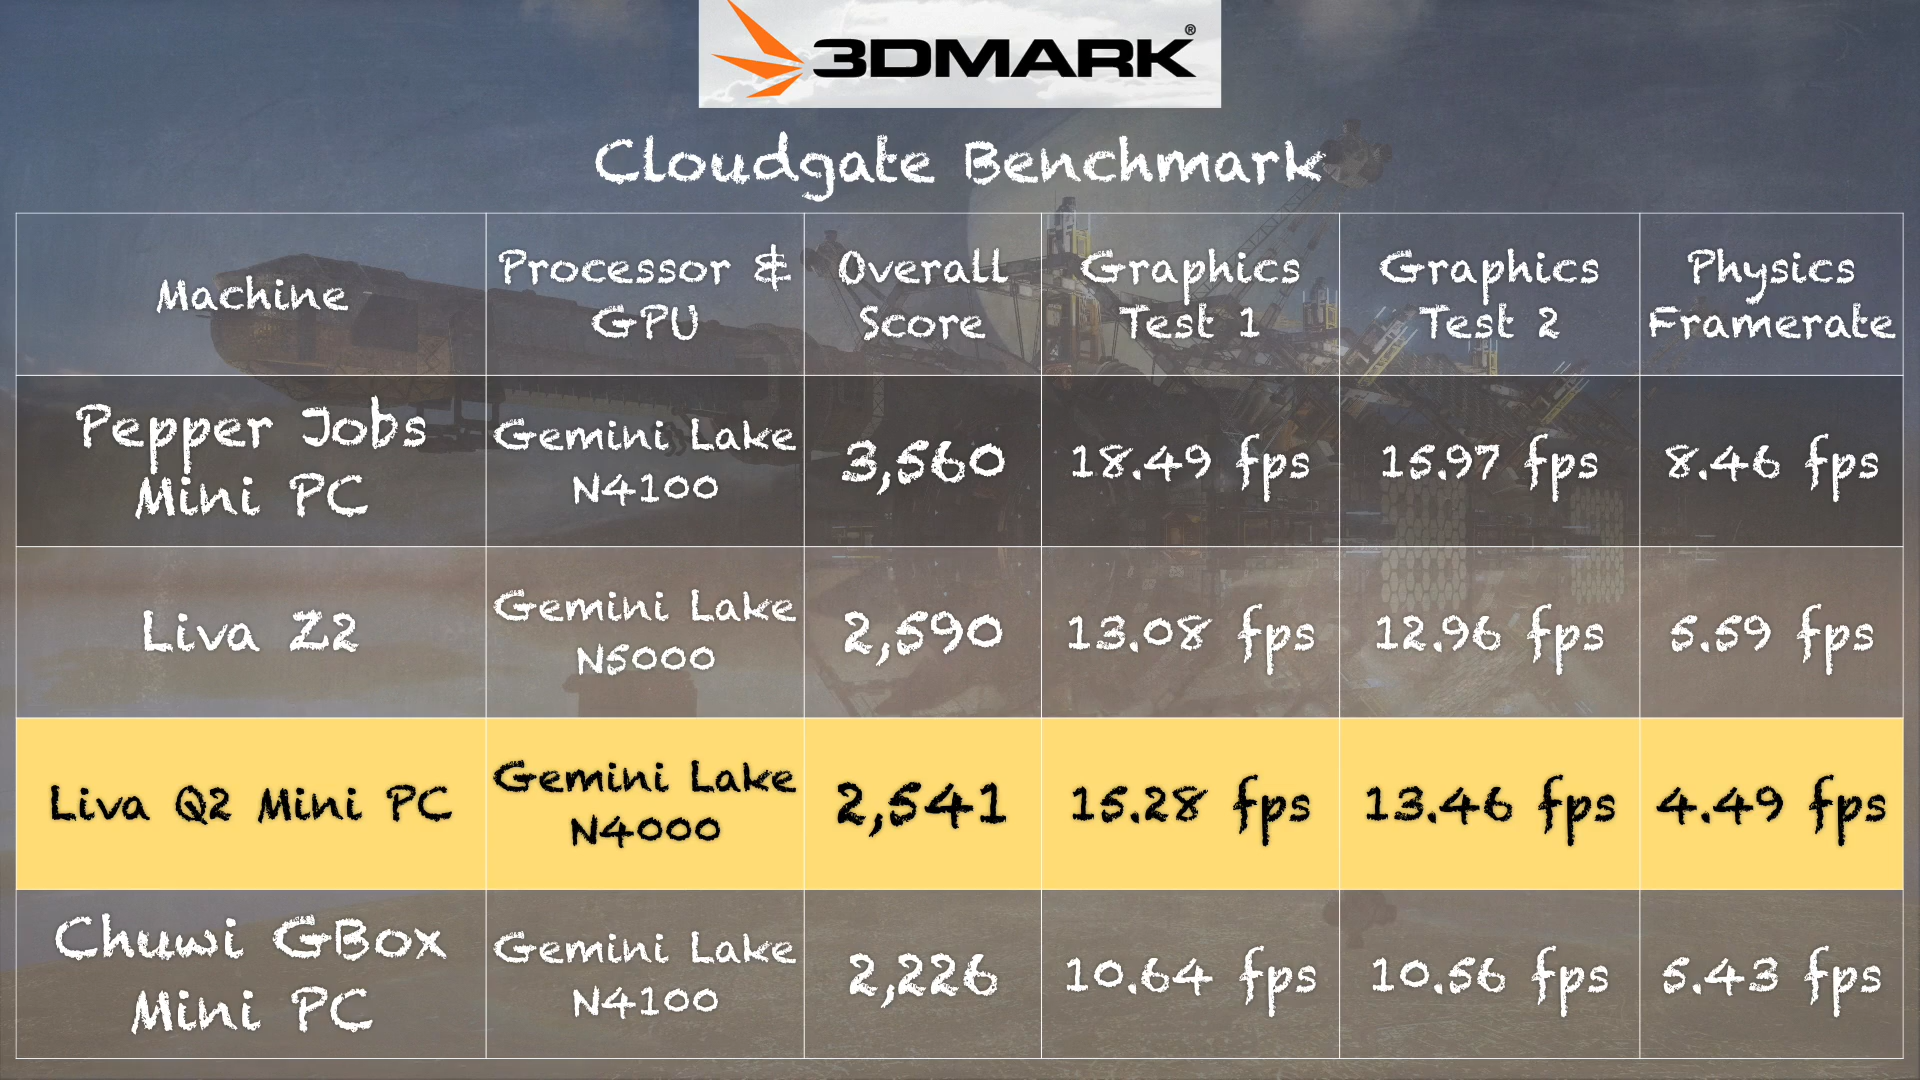 3DMARK®
Cloudgate Benchmark
Machine
Processor &
GPU
Overall
Score
Graphics
Test 1
Graphics
Test 2
Physics
Framerate
Pepper Jobs
Mini PC
Gemini Lake
N4100
3,560
18.49 fps
15.97 fps
8.46 fps
Liva Z2
Gemini Lake
N5000
2,590
13.08 fps
12.96 fps
5.59 fps
Liva Q2 Mini PC
Gemini Lake
N4000
2,541
15.28 fps
13.46 fps
4.49 fps
Chuwi GBox
Mini PC
Gemini Lake
N4100
2,226
10.64 fps
10.56 fps
5.43 fps